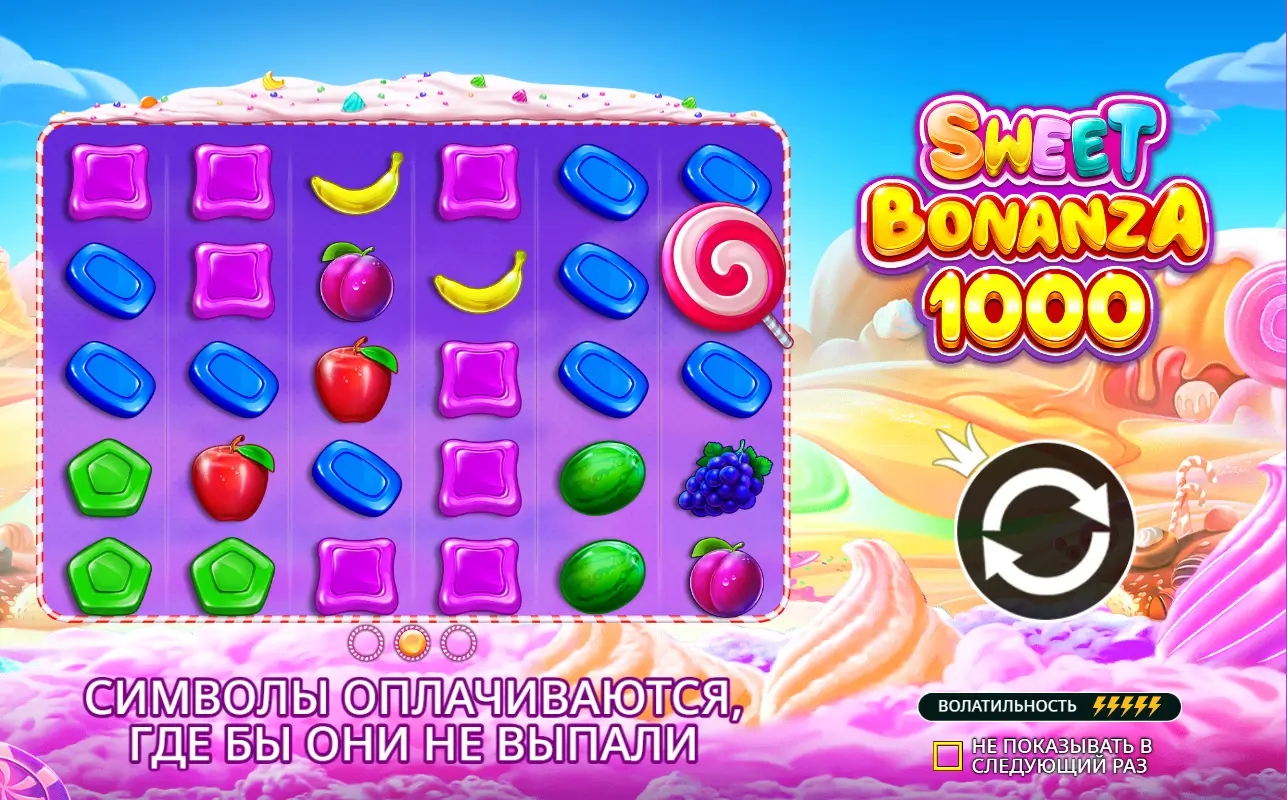 SWEET
BONANZA
1000
СИМВОЛЫ ОПЛАЧИВАЮТСЯ,
ГДЕ БЫ ОНИ НЕ ВЫПАЛИ
ВОЛАТИЛЬНОСТЬ
НЕ ПОКАЗЫВАТЬ В
СЛЕДУЮЩИЙ РАЗ